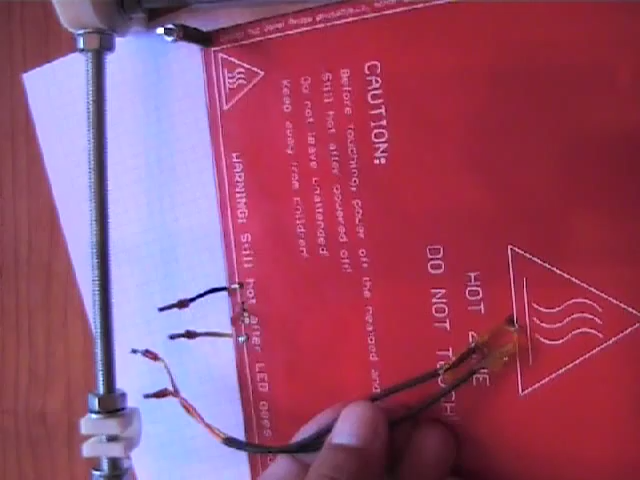 CAUTION:
Before touching, power off the heatbed and
Still hot after powered off!
Do not leave unattended
Keep away from children!
HOT ZONE
DO NOT TOUCH
WARNING! Still hot after LED goes